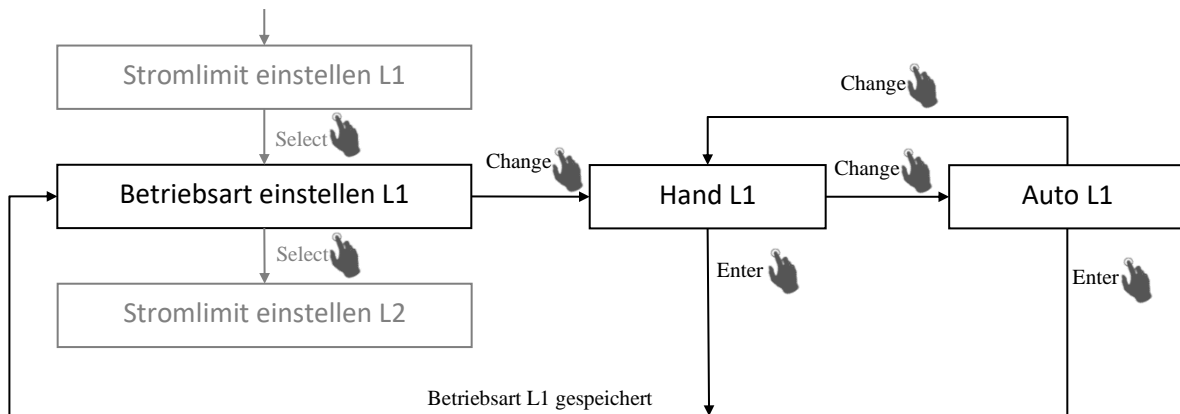 Stromlimit einstellen L1
Change
Select
Betriebsart einstellen L1
Change
Hand L1
Change
Auto L1
Select
Enter
Enter
Stromlimit einstellen L2
Betriebsart L1 gespeichert